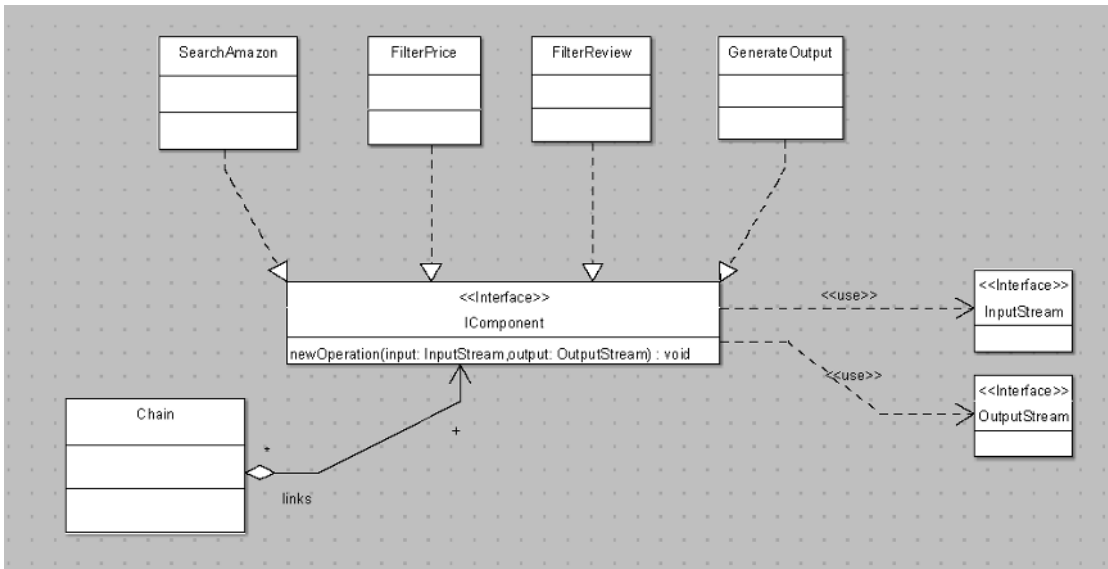 SearchAmazon
FilterPrice
FilterReview
GenerateOutput
<<Interface>>
IComponent
newOperation(input: InputStream,output: OutputStream) : void
<<use>>
<<Interface>>
InputStream
<<use>>
<<Interface>>
OutputStream
Chain
*
+
links